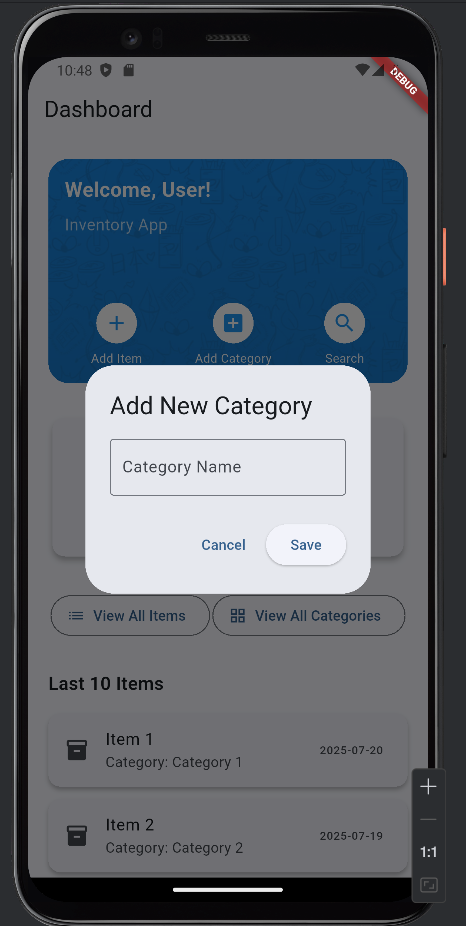 10:48
DEBUG
Dashboard
Welcome, User!
Inventory App
Add Item
Add Category
Search
Add New Category
Category Name
Cancel
Save
View All Items
View All Categories
Last 10 Items
Item 1
Category: Category 1
2025-07-20
Item 2
Category: Category 2
2025-07-19
1:1